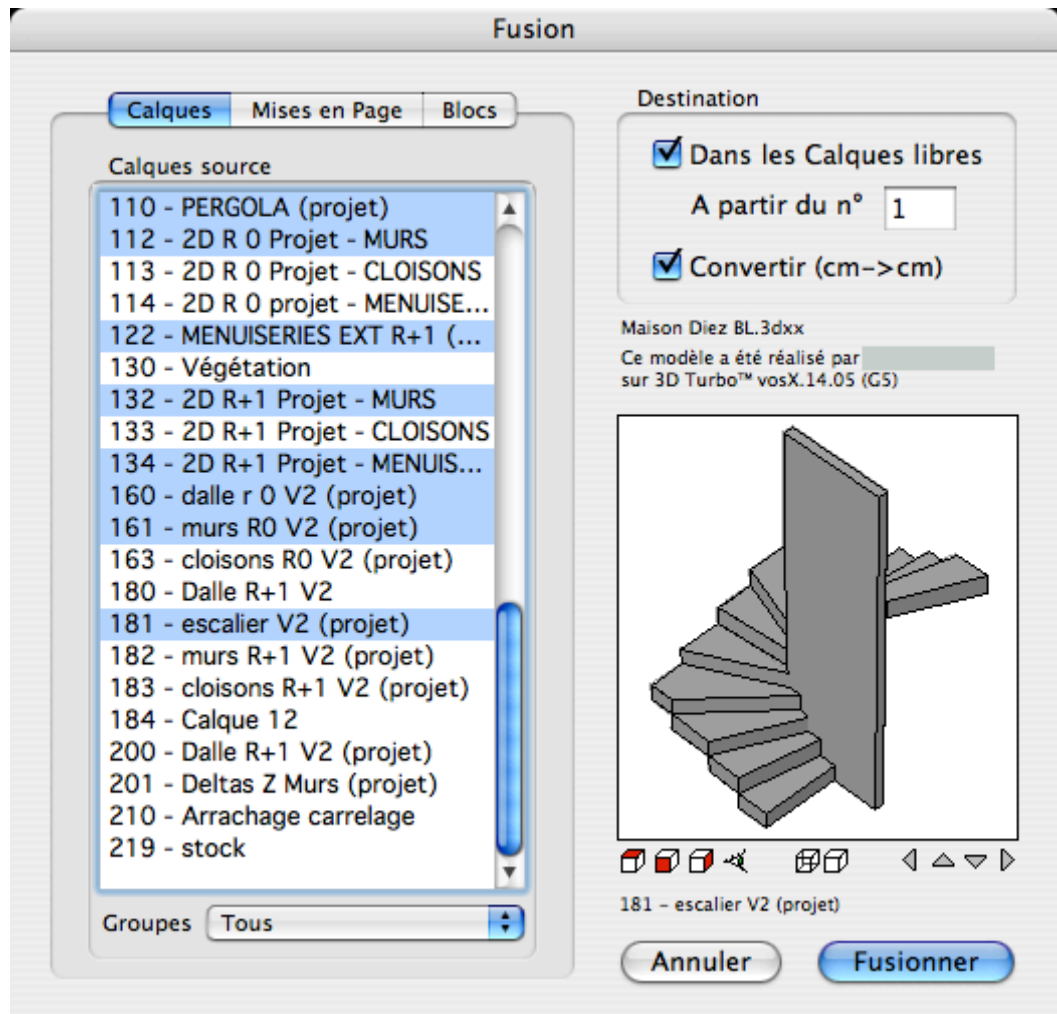 Fusion
Calques Mises en Page Blocs
Calques source
110 - PERGOLA (projet)
112 - 2D R 0 Projet - MURS
113 - 2D R 0 Projet - CLOISONS
114 - 2D R 0 projet - MENUISE...
122 - MENUISERIES EXT R+1 (...
130 - Végétation
132 - 2D R+1 Projet - MURS
133 - 2D R+1 Projet - CLOISONS
134 - 2D R+1 Projet - MENUIS...
160 - dalle r 0 V2 (projet)
161 - murs R0 V2 (projet)
163 - cloisons R0 V2 (projet)
180 - Dalle R+1 V2
181 - escalier V2 (projet)
182 - murs R+1 V2 (projet)
183 - cloisons R+1 V2 (projet)
184 - Calque 12
200 - Dalle R+1 V2 (projet)
201 - Deltas Z Murs (projet)
210 - Arrachage carrelage
219 - stock
Groupes Tous
Destination
Dans les Calques libres
A partir du n° 1
Convertir (cm->cm)
Maison Diez BL.3dxx
Ce modèle a été réalisé par
sur 3D Turbo™ vosX.14.05 (G5)
181 - escalier V2 (projet)
Annuler Fusionner